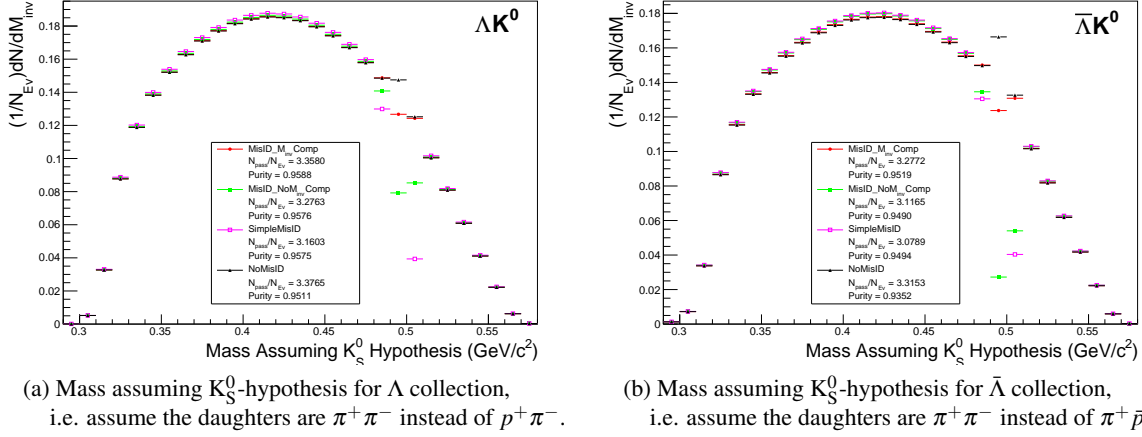 (1/N_Ev)dN/dM_inv
0.18
0.16
0.14
0.12
0.1
0.08
0.06
0.04
0.02
0
ΛK⁰
MisID_M_inv Comp
N_pass/N_Ev = 3.3580
Purity = 0.9588
MisID_NoM_inv Comp
N_pass/N_Ev = 3.2763
Purity = 0.9576
SimpleMisID
N_pass/N_Ev = 3.1603
Purity = 0.9575
NoMisID
N_pass/N_Ev = 3.3765
Purity = 0.9511
0.3 0.35 0.4 0.45 0.5 0.55
Mass Assuming K⁰_S Hypothesis (GeV/c²)
(a) Mass assuming K⁰_S-hypothesis for Λ collection,
i.e. assume the daughters are π⁺π⁻ instead of p⁺π⁻.
(1/N_Ev)dN/dM_inv
0.18
0.16
0.14
0.12
0.1
0.08
0.06
0.04
0.02
0
Λ̄K⁰
MisID_M_inv Comp
N_pass/N_Ev = 3.2772
Purity = 0.9519
MisID_NoM_inv Comp
N_pass/N_Ev = 3.1165
Purity = 0.9490
SimpleMisID
N_pass/N_Ev = 3.0789
Purity = 0.9494
NoMisID
N_pass/N_Ev = 3.3153
Purity = 0.9352
0.3 0.35 0.4 0.45 0.5 0.55
Mass Assuming K⁰_S Hypothesis (GeV/c²)
(b) Mass assuming K⁰_S-hypothesis for Λ̄ collection,
i.e. assume the daughters are π⁺π⁻ instead of π⁺p̄